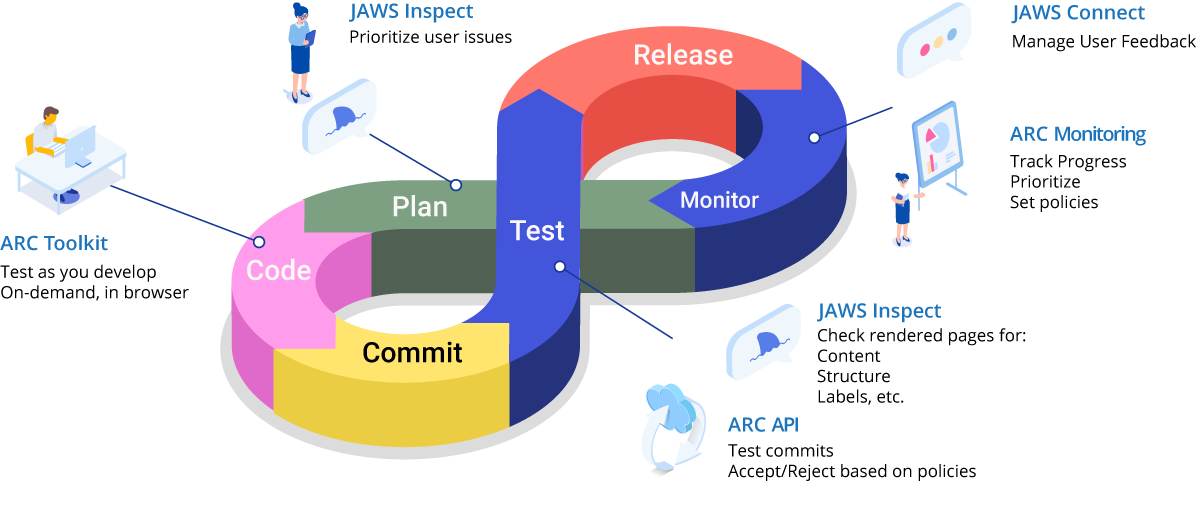 JAWS Inspect
Prioritize user issues
JAWS Connect
Manage User Feedback
Release
ARC Monitoring
Track Progress
Prioritize
Set policies
Plan
Monitor
Test
ARC Toolkit
Test as you develop
On-demand, in browser
Code
Commit
JAWS Inspect
Check rendered pages for:
Content
Structure
Labels, etc.
ARC API
Test commits
Accept/Reject based on policies